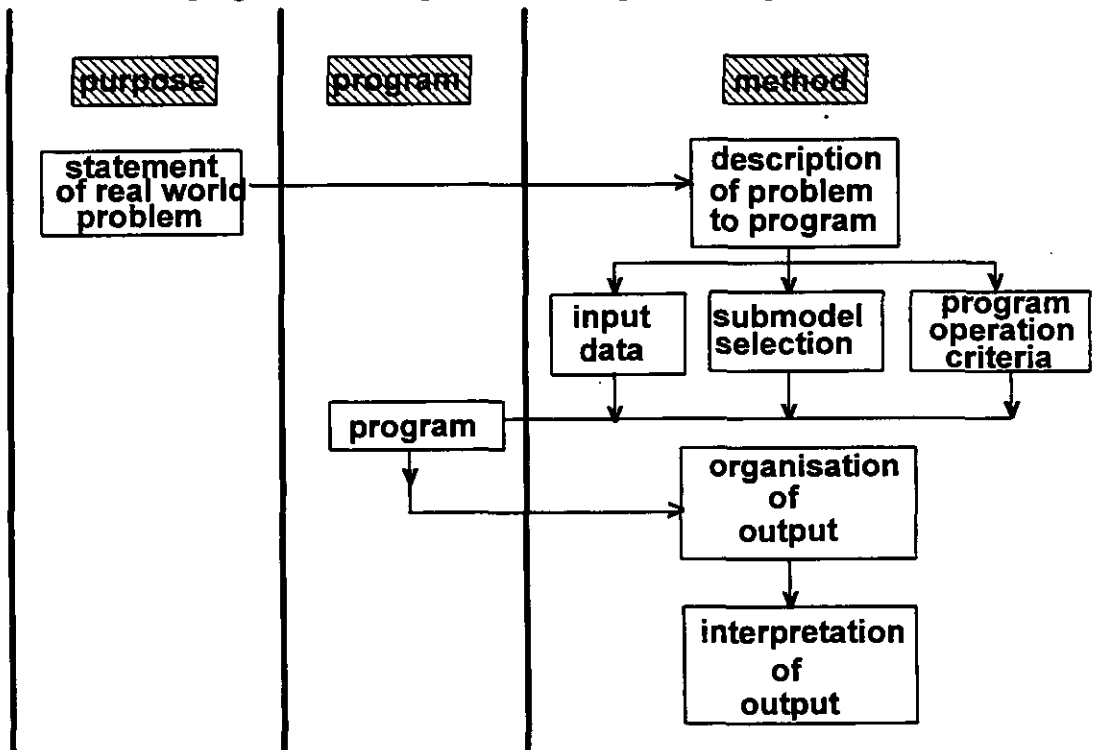 purpose
program
method
statement
of real world
problem
description
of problem
to program
input
data
submodel
selection
program
operation
criteria
program
organisation
of
output
interpretation
of
output